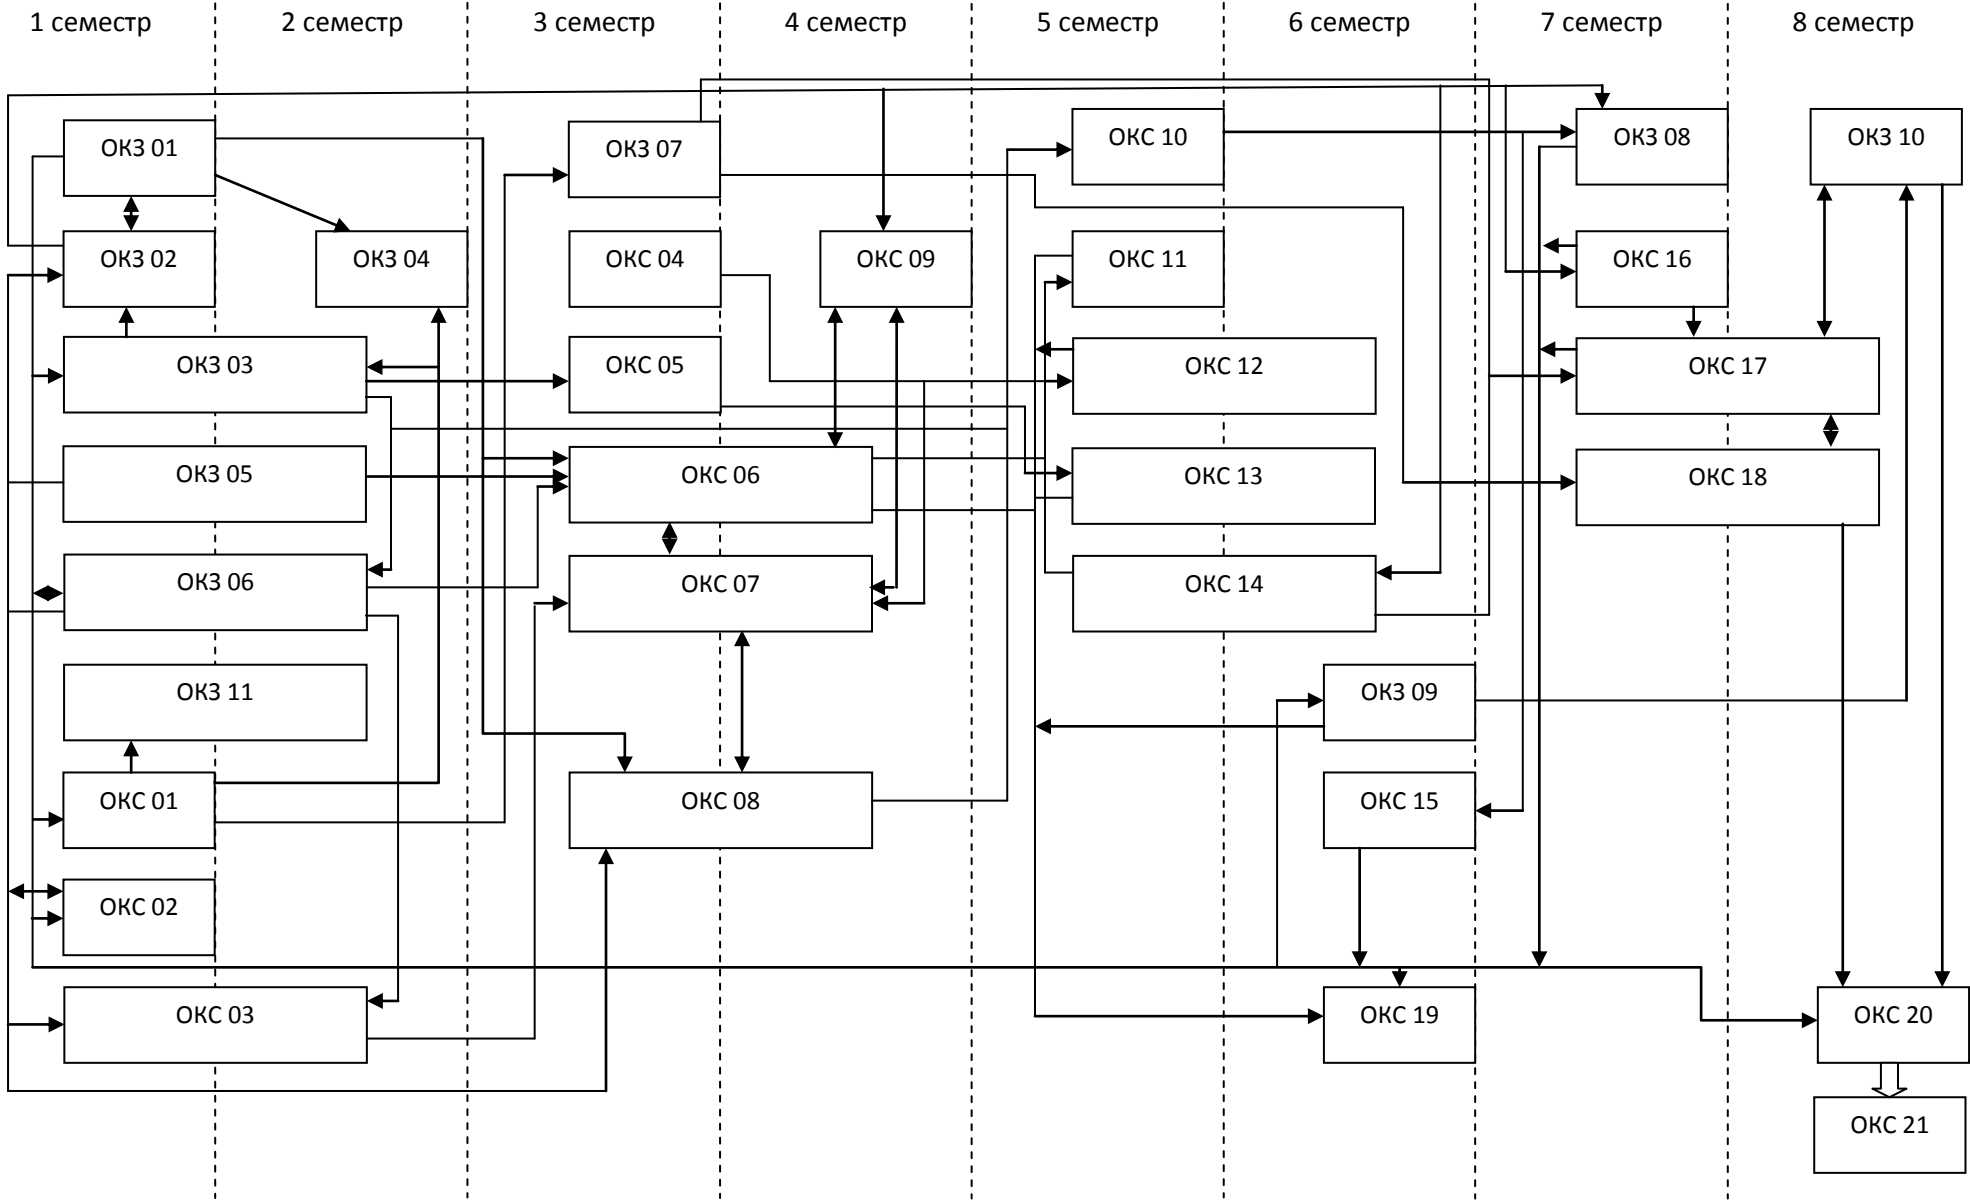 1 семестр 2 семестр 3 семестр 4 семестр 5 семестр 6 семестр 7 семестр 8 семестр
ОКЗ 01 ОКЗ 07 ОКС 10 ОКЗ 08 ОКЗ 10
ОКЗ 02 ОКЗ 04 ОКС 04 ОКС 09 ОКС 11 ОКС 16
ОКЗ 03 ОКС 05 ОКС 12 ОКС 17
ОКЗ 05 ОКС 06 ОКС 13 ОКС 18
ОКЗ 06 ОКС 07 ОКС 14
ОКЗ 11 ОКЗ 09
ОКС 01 ОКС 08 ОКС 15
ОКС 02
ОКС 03 ОКС 19 ОКС 20
ОКС 21